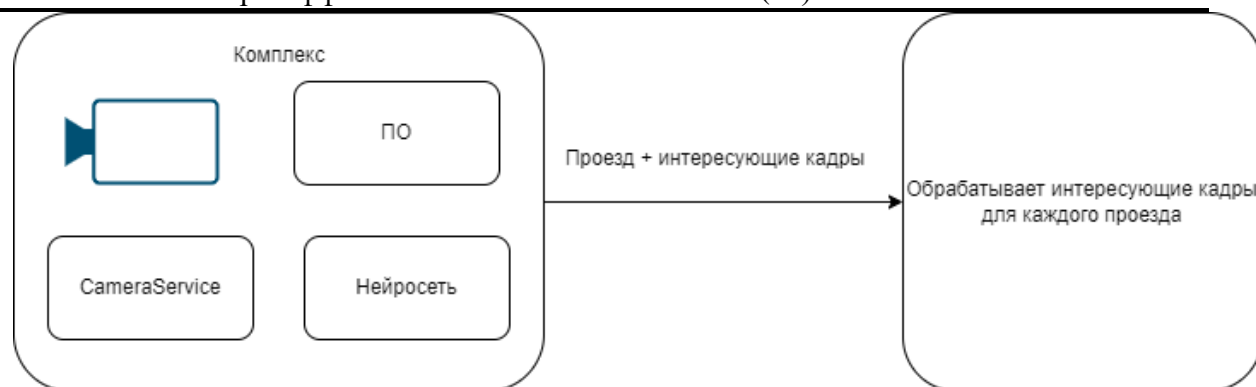 Комплекс
ПО
CameraService
Нейросеть
Проезд + интересующие кадры
Обрабатывает интересующие кадры
для каждого проезда